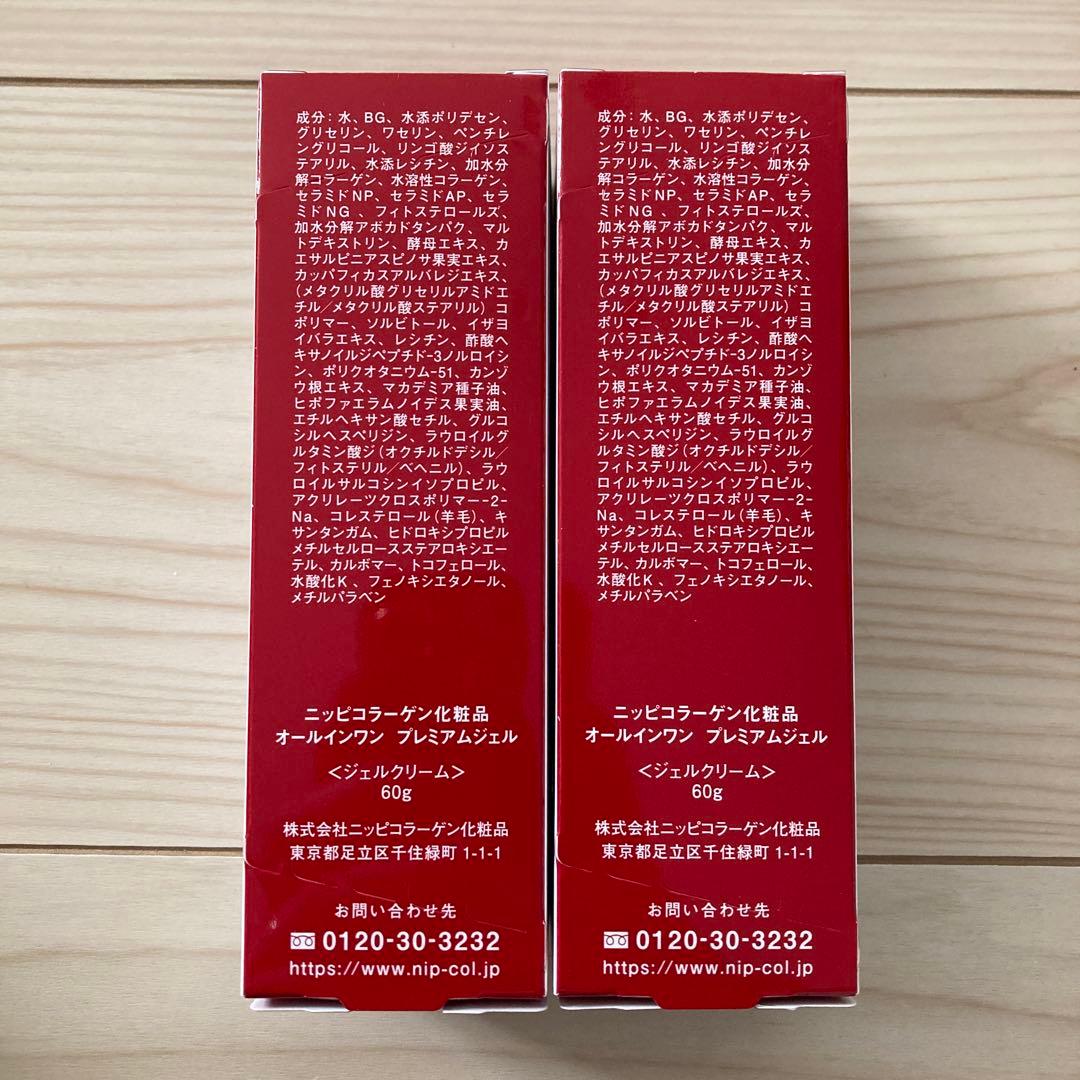 成分：水、BG、水添ポリデセン、
グリセリン、ワセリン、ペンチレ
ングリコール、リンゴ酸ジイソス
テアリル、水添レシチン、加水分
解コラーゲン、水溶性コラーゲン、
セラミドNP、セラミドAP、セラ
ミドNG 、フィトステロールズ、
加水分解アボカドタンパク、マル
トデキストリン、酵母エキス、カ
エサルピニアスピノサ果実エキス、
カッパフィカスアルバレジエキス、
(メタクリル酸グリセリルアミドエ
チル／メタクリル酸ステアリル) コ
ポリマー、ソルビトール、イザヨ
イバラエキス、レシチン、酢酸ヘ
キサノイルジペプチド-3ノルロイシ
ン、ポリクオタニウム-51、カンゾ
ウ根エキス、マカデミア種子油、
ヒポファエラムノイデス果実油、
エチルヘキサン酸セチル、グルコ
シルヘスペリジン、ラウロイルグ
ルタミン酸ジ(オクチルドデシル／
フィトステリル／ベヘニル)、ラウ
ロイルサルコシンイソプロピル、
アクリレーツクロスポリマー-2-
Na、コレステロール(羊毛)、キ
サンタンガム、ヒドロキシプロピル
メチルセルロースステアロキシエー
テル、カルボマー、トコフェロール、
水酸化K 、フェノキシエタノール、
メチルパラベン
ニッピコラーゲン化粧品
オールインワン プレミアムジェル
＜ジェルクリーム＞
60g
株式会社ニッピコラーゲン化粧品
東京都足立区千住緑町 1-1-1
お問い合わせ先
0120-30-3232
https://www.nip-col.jp
成分：水、BG、水添ポリデセン、
グリセリン、ワセリン、ペンチレ
ングリコール、リンゴ酸ジイソス
テアリル、水添レシチン、加水分
解コラーゲン、水溶性コラーゲン、
セラミドNP、セラミドAP、セラ
ミドNG 、フィトステロールズ、
加水分解アボカドタンパク、マル
トデキストリン、酵母エキス、カ
エサルピニアスピノサ果実エキス、
カッパフィカスアルバレジエキス、
(メタクリル酸グリセリルアミドエ
チル／メタクリル酸ステアリル) コ
ポリマー、ソルビトール、イザヨ
イバラエキス、レシチン、酢酸ヘ
キサノイルジペプチド-3ノルロイシ
ン、ポリクオタニウム-51、カンゾ
ウ根エキス、マカデミア種子油、
ヒポファエラムノイデス果実油、
エチルヘキサン酸セチル、グルコ
シルヘスペリジン、ラウロイルグ
ルタミン酸ジ(オクチルドデシル／
フィトステリル／ベヘニル)、ラウ
ロイルサルコシンイソプロピル、
アクリレーツクロスポリマー-2-
Na、コレステロール(羊毛)、キ
サンタンガム、ヒドロキシプロピル
メチルセルロースステアロキシエー
テル、カルボマー、トコフェロール、
水酸化K 、フェノキシエタノール、
メチルパラベン
ニッピコラーゲン化粧品
オールインワン プレミアムジェル
＜ジェルクリーム＞
60g
株式会社ニッピコラーゲン化粧品
東京都足立区千住緑町 1-1-1
お問い合わせ先
0120-30-3232
https://www.nip-col.jp